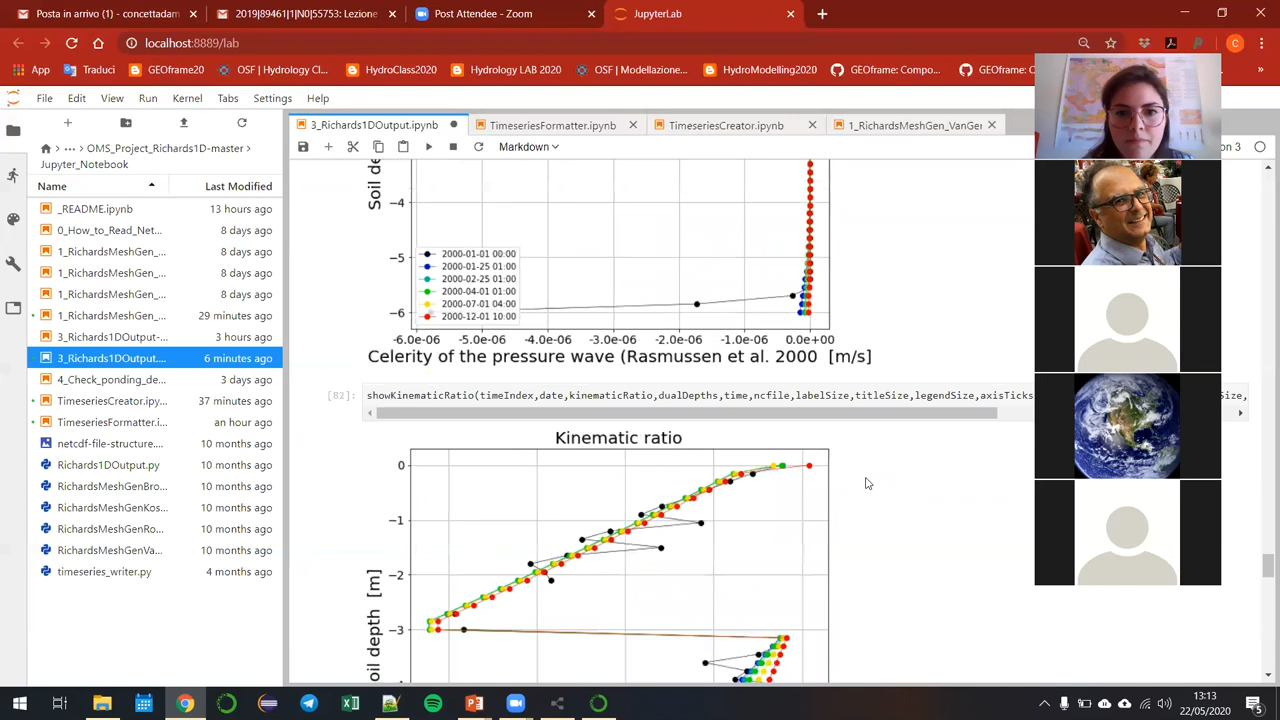 Posta in arrivo (1) - concettadam
2019|89461|1|N0|55753: Lezione
Post Attendee - Zoom
JupyterLab
localhost:8889/lab
App
Traduci
GEOframe20
OSF | Hydrology Cl...
HydroClass2020
Hydrology LAB 2020
OSF | Modellazione...
HydroModelling2020
GEOframe: Compo...
GEOframe:
File Edit View Run Kernel Tabs Settings Help
3_Richards1DOutput.ipynb
TimeseriesFormatter.ipynb
TimeseriesCreator.ipynb
1_RichardsMeshGen_VanGer
Markdown
on 3
... OMS_Project_Richards1D-master
Jupyter_Notebook
Name Last Modified
_README.ipynb 13 hours ago
0_How_to_Read_Net... 8 days ago
1_RichardsMeshGen_... 8 days ago
1_RichardsMeshGen_... 8 days ago
1_RichardsMeshGen_... 8 days ago
1_RichardsMeshGen_... 29 minutes ago
3_Richards1DOutput-... 3 hours ago
3_Richards1DOutput.... 6 minutes ago
4_Check_ponding_de... 3 days ago
TimeseriesCreator.ipy... 37 minutes ago
TimeseriesFormatter.i... an hour ago
netcdf-file-structure.... 10 months ago
Richards1DOutput.py 10 months ago
RichardsMeshGenBro... 10 months ago
RichardsMeshGenKos... 10 months ago
RichardsMeshGenRo... 10 months ago
RichardsMeshGenVa... 10 months ago
timeseries_writer.py 4 months ago
Soil de
−4
−5
−6
2000-01-01 00:00
2000-01-25 01:00
2000-02-25 01:00
2000-04-01 01:00
2000-07-01 04:00
2000-12-01 10:00
-6.0e-06 -5.0e-06 -4.0e-06 -3.0e-06 -2.0e-06 -1.0e-06 0.0e+00
Celerity of the pressure wave (Rasmussen et al. 2000 [m/s]
[82]:
showKinematicRatio(timeIndex,date,kinematicRatio,dualDepths,time,ncfile,labelSize,titleSize,legendSize,axisTicks
Kinematic ratio
0
−1
−2
−3
oil depth [m]
13:13
22/05/2020
5